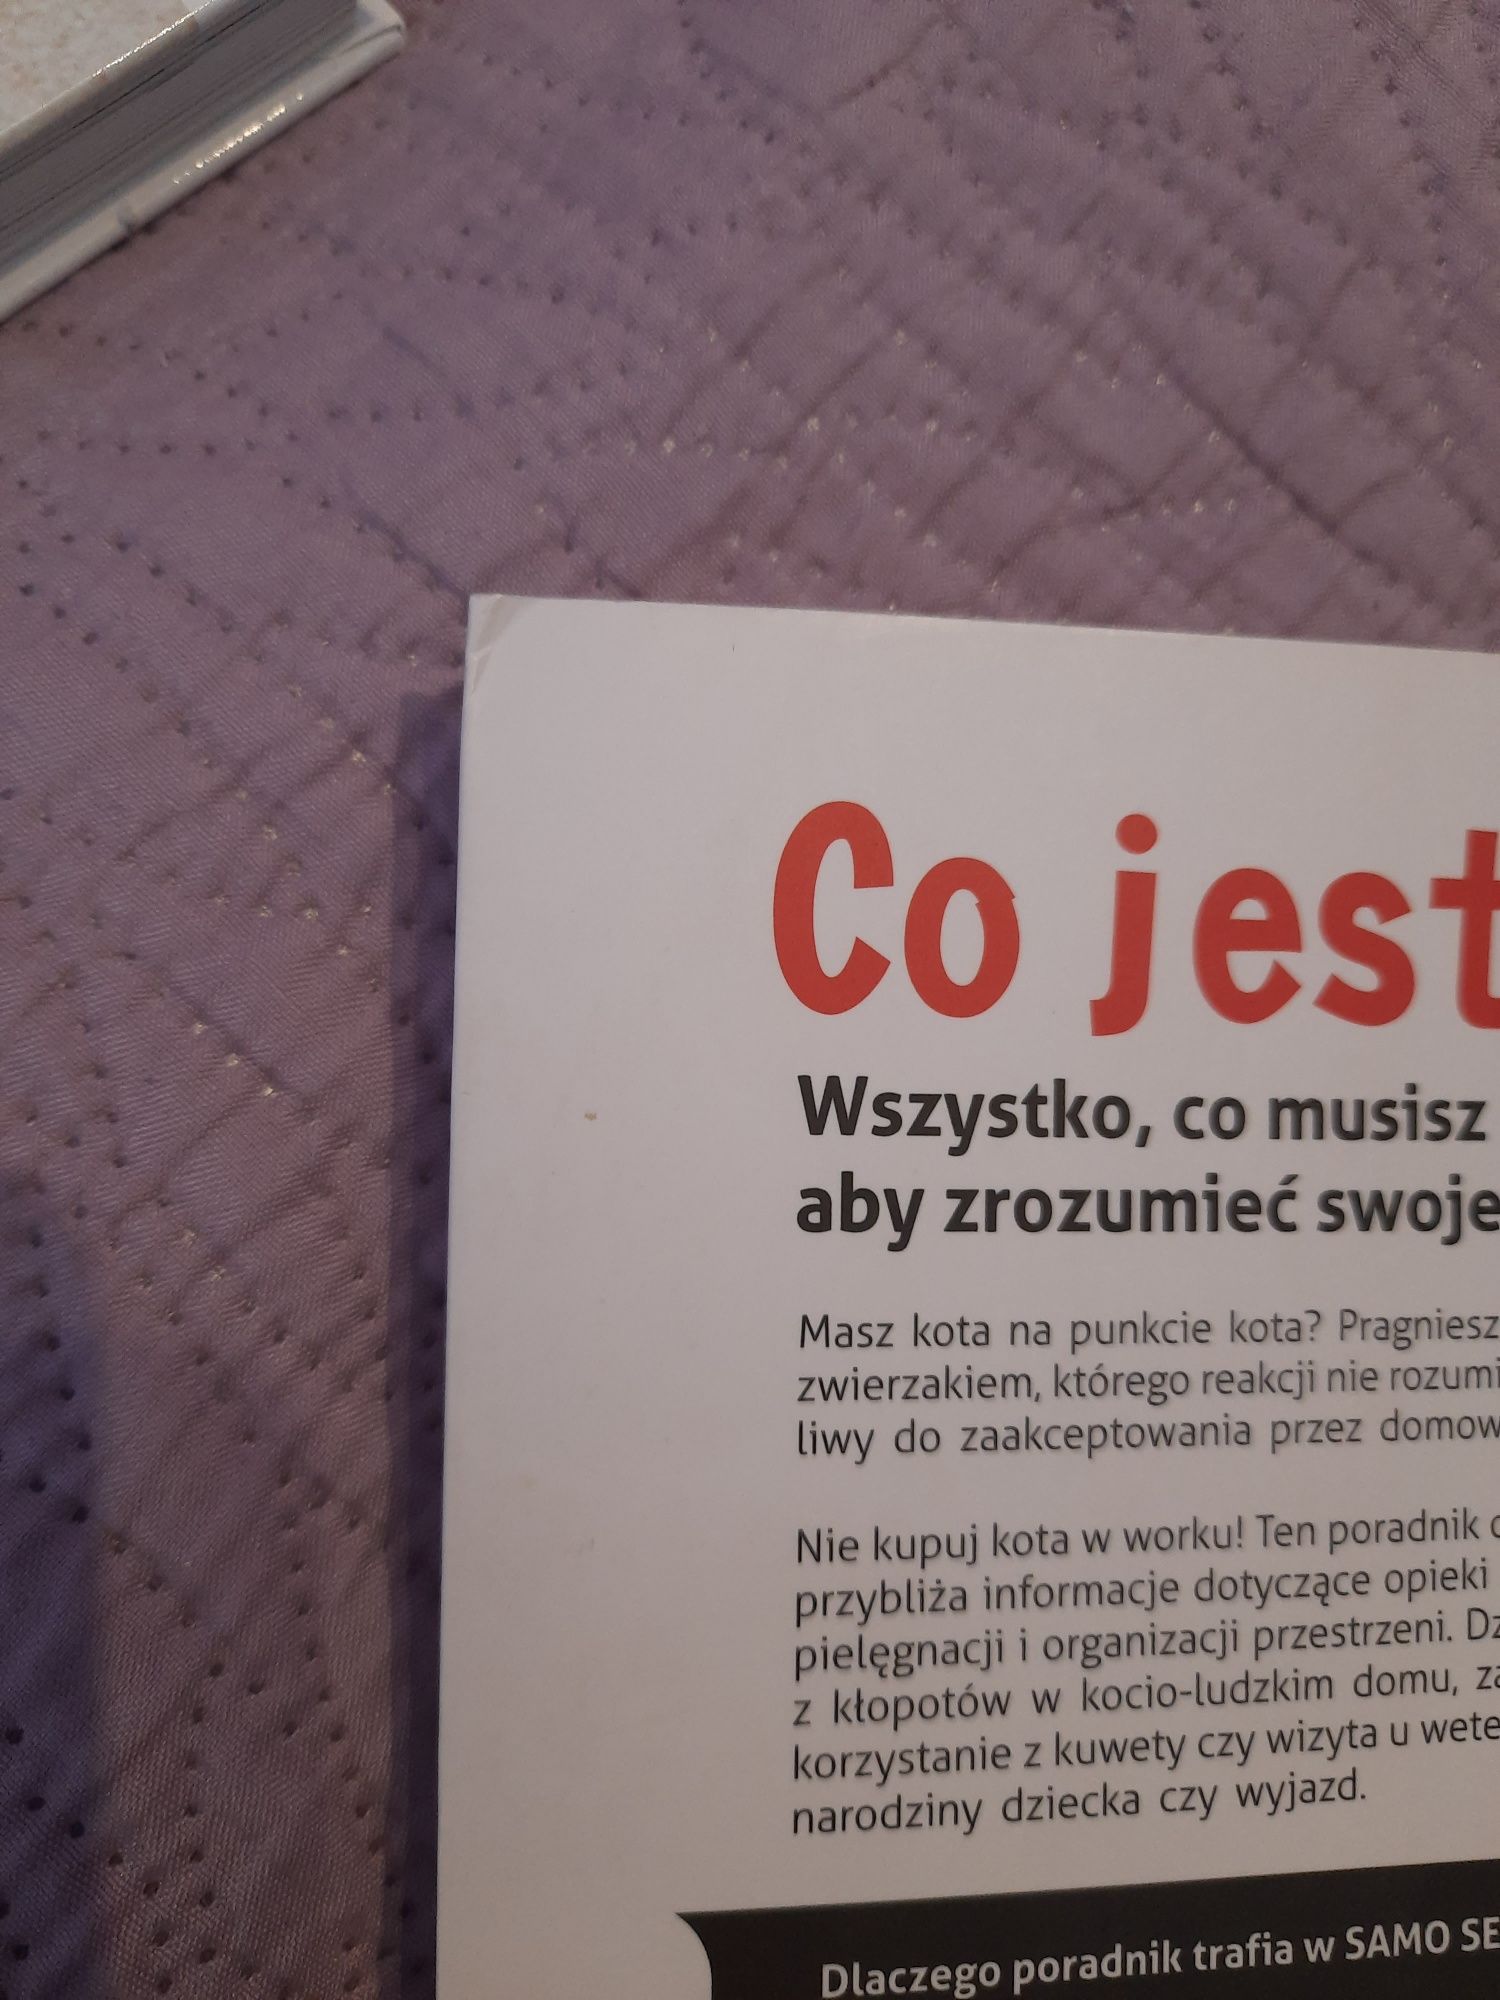 Co jest
Wszystko, co musisz
aby zrozumieć swoje
Masz kota na punkcie kota? Pragniesz
zwierzakiem, którego reakcji nie rozumi
liwy do zaakceptowania przez domow
Nie kupuj kota w worku! Ten poradnik
przybliża informacje dotyczące opieki
pielęgnacji i organizacji przestrzeni. Dz
z kłopotów w kocio-ludzkim domu, za
korzystanie z kuwety czy wizyta u wete
narodziny dziecka czy wyjazd.
Dlaczego poradnik trafia w SAMO SE